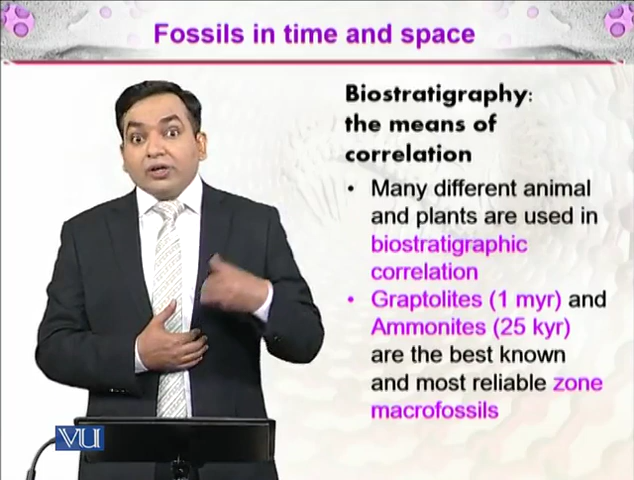 Fossils in time and space
Biostratigraphy:
the means of
correlation
• Many different animal
and plants are used in
biostratigraphic
correlation
• Graptolites (1 myr) and
Ammonites (25 kyr)
are the best known
and most reliable zone
macrofossils
VU